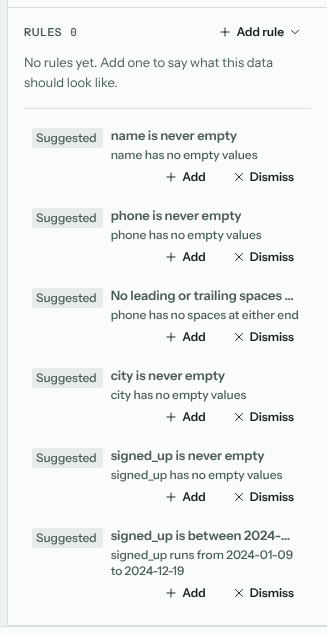 RULES 0
+ Add rule
No rules yet. Add one to say what this data
should look like.
Suggested
name is never empty
name has no empty values
+ Add
× Dismiss
Suggested
phone is never empty
phone has no empty values
+ Add
× Dismiss
Suggested
No leading or trailing spaces ...
phone has no spaces at either end
+ Add
× Dismiss
Suggested
city is never empty
city has no empty values
+ Add
× Dismiss
Suggested
signed_up is never empty
signed_up has no empty values
+ Add
× Dismiss
Suggested
signed_up is between 2024-...
signed_up runs from 2024-01-09
to 2024-12-19
+ Add
× Dismiss